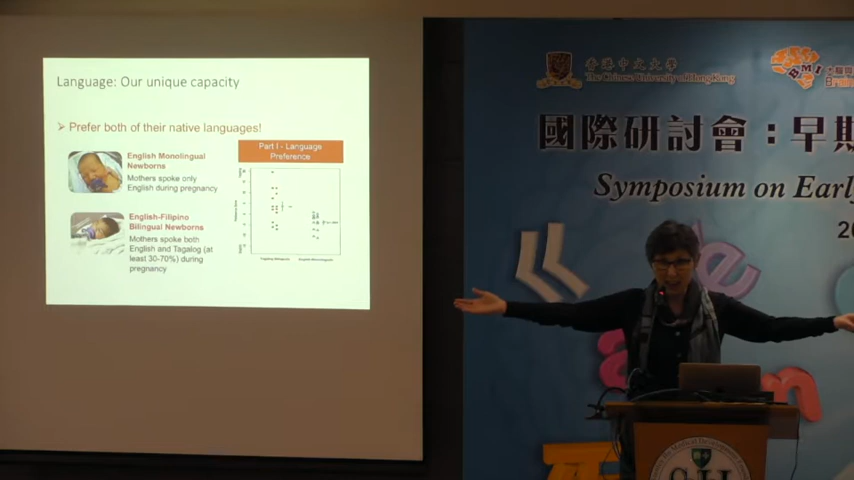 Language: Our unique capacity
Prefer both of their native languages!
English Monolingual
Newborns
Mothers spoke only
English during pregnancy
English-Filipino
Bilingual Newborns
Mothers spoke both
English and Tagalog (at
least 30-70%) during
pregnancy
Part I - Language
Preference
香港中文大學
The Chinese University of Hong Kong
BMI
Brain
國際研討會：早期
Symposium on Early
20